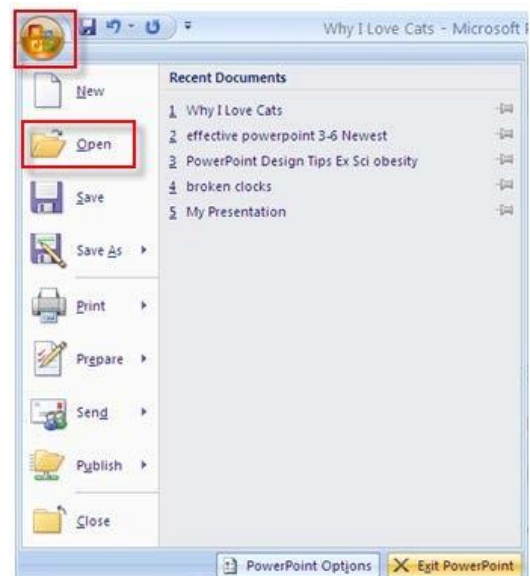 Why I Love Cats - Microsoft
New
Open
Save
Save As
Print
Prepare
Send
Publish
Close
Recent Documents
1 Why I Love Cats
2 effective powerpoint 3-6 Newest
3 PowerPoint Design Tips Ex Sci obesity
4 broken clocks
5 My Presentation
PowerPoint Options
Exit PowerPoint